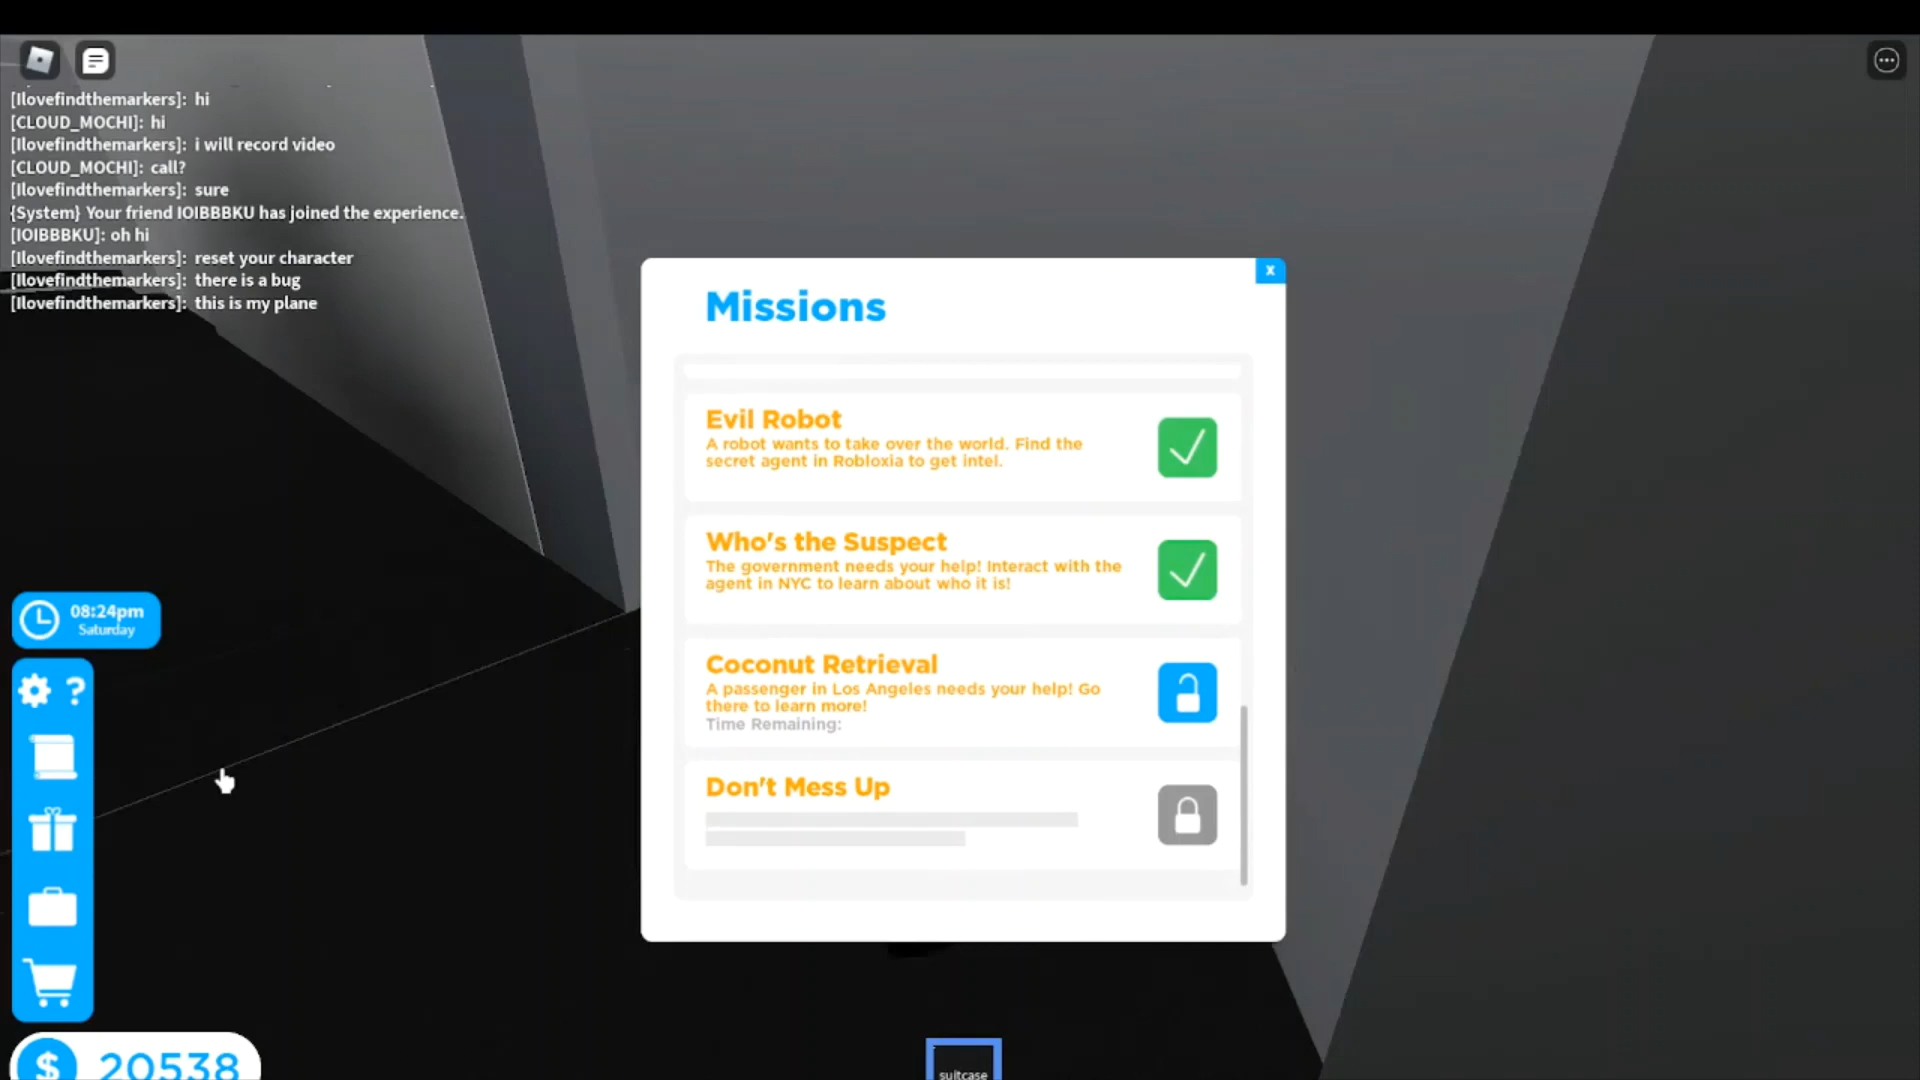 [Ilovefindthemarkers]: hi
[CLOUD_MOCHI]: hi
[Ilovefindthemarkers]: i will record video
[CLOUD_MOCHI]: call?
[Ilovefindthemarkers]: sure
{System} Your friend IOIBBBKU has joined the experience.
[IOIBBBKU]: oh hi
[Ilovefindthemarkers]: reset your character
[Ilovefindthemarkers]: there is a bug
[Ilovefindthemarkers]: this is my plane
x
Missions
Evil Robot
A robot wants to take over the world. Find the
secret agent in Robloxia to get intel.
Who's the Suspect
The government needs your help! Interact with the
agent in NYC to learn about who it is!
Coconut Retrieval
A passenger in Los Angeles needs your help! Go
there to learn more!
Time Remaining:
Don't Mess Up
08:24pm
Saturday
?
$ 20538
suitcase